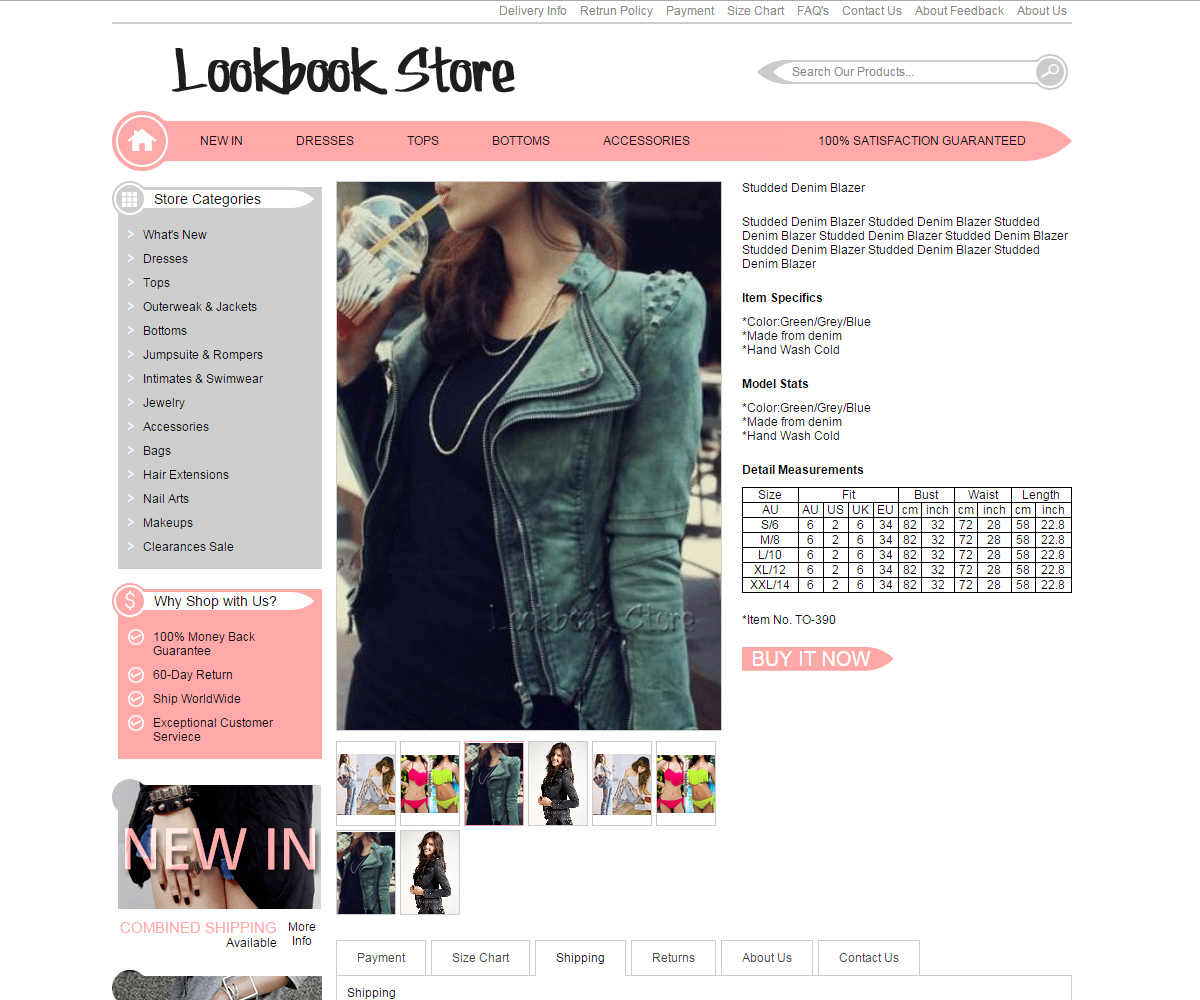 Delivery Info Retrun Policy Payment Size Chart FAQ's Contact Us About Feedback About Us
Lookbook Store
Search Our Products...
NEW IN DRESSES TOPS BOTTOMS ACCESSORIES 100% SATISFACTION GUARANTEED
Store Categories
> What's New
> Dresses
> Tops
> Outerweak & Jackets
> Bottoms
> Jumpsuite & Rompers
> Intimates & Swimwear
> Jewelry
> Accessories
> Bags
> Hair Extensions
> Nail Arts
> Makeups
> Clearances Sale
$ Why Shop with Us?
100% Money Back
Guarantee
60-Day Return
Ship WorldWide
Exceptional Customer
Serviece
NEW IN
COMBINED SHIPPING
Available
More
Info
Lookbook Store
Studded Denim Blazer
Studded Denim Blazer Studded Denim Blazer Studded
Denim Blazer Studded Denim Blazer Studded Denim Blazer
Studded Denim Blazer Studded Denim Blazer Studded
Denim Blazer
Item Specifics
*Color:Green/Grey/Blue
*Made from denim
*Hand Wash Cold
Model Stats
*Color:Green/Grey/Blue
*Made from denim
*Hand Wash Cold
Detail Measurements
Size Fit Bust Waist Length
AU AU US UK EU cm inch cm inch cm inch
S/6 6 2 6 34 82 32 72 28 58 22.8
M/8 6 2 6 34 82 32 72 28 58 22.8
L/10 6 2 6 34 82 32 72 28 58 22.8
XL/12 6 2 6 34 82 32 72 28 58 22.8
XXL/14 6 2 6 34 82 32 72 28 58 22.8
*Item No. TO-390
BUY IT NOW
Payment Size Chart Shipping Returns About Us Contact Us
Shipping